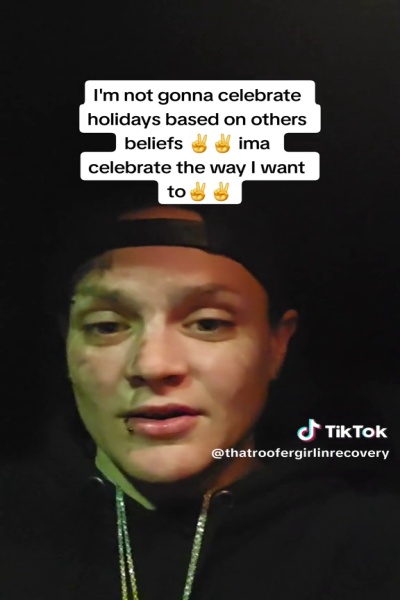 I'm not gonna celebrate
holidays based on others
beliefs ✌️✌️ ima
celebrate the way I want
to✌️✌️
TikTok
@thatroofergirlinrecovery